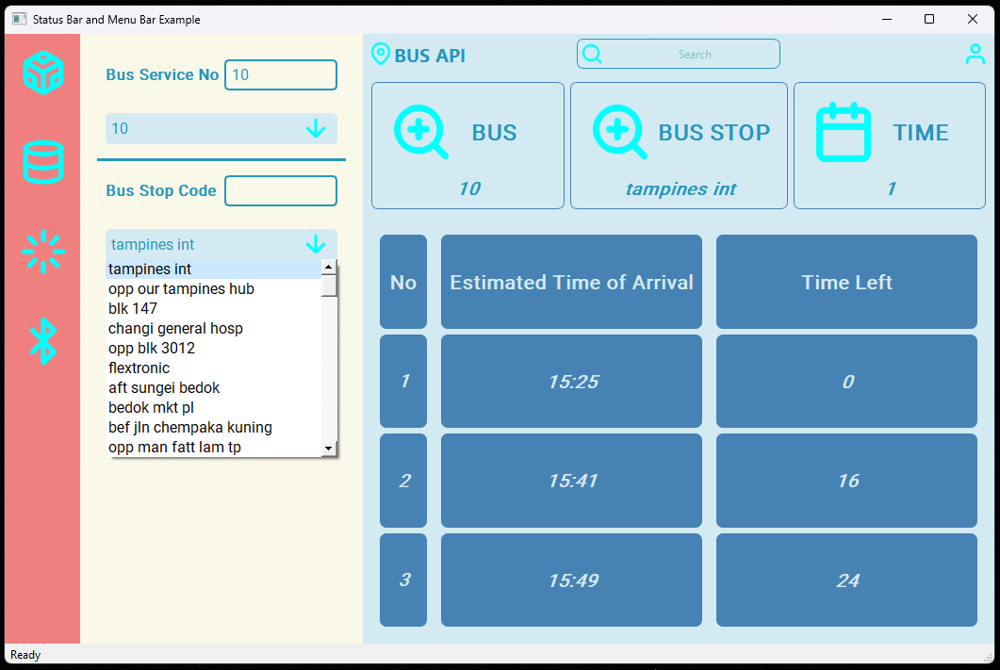 Status Bar and Menu Bar Example
Bus Service No 10
10
Bus Stop Code
tampines int
tampines int
opp our tampines hub
blk 147
changi general hosp
opp blk 3012
flextronic
aft sungei bedok
bedok mkt pl
bef jln chempaka kuning
opp man fatt lam tp
BUS API
Search
BUS
10
BUS STOP
tampines int
TIME
1
No Estimated Time of Arrival Time Left
1 15:25 0
2 15:41 16
3 15:49 24
Ready